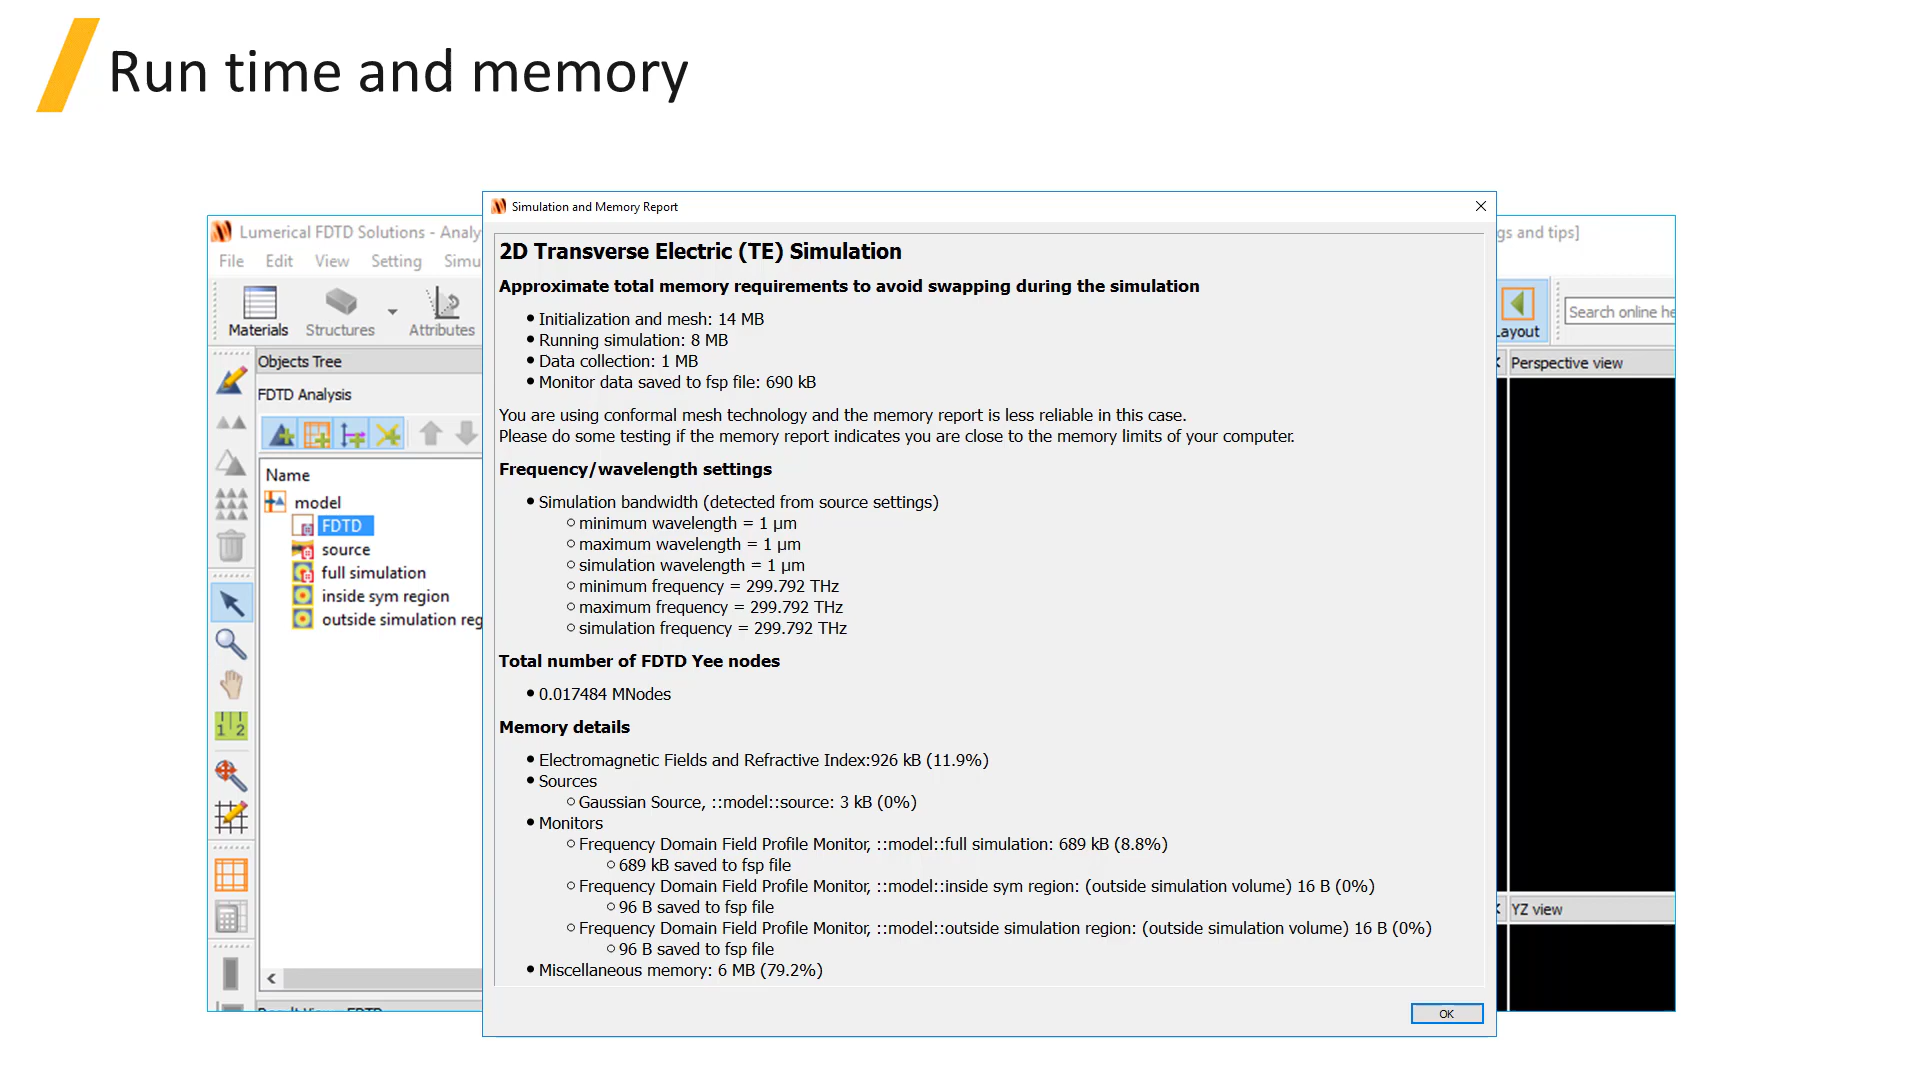 Run time and memory
Simulation and Memory Report
Lumerical FDTD Solutions - Analy
gs and tips]
File Edit View Setting Simu
2D Transverse Electric (TE) Simulation
Approximate total memory requirements to avoid swapping during the simulation
• Initialization and mesh: 14 MB
• Running simulation: 8 MB
• Data collection: 1 MB
• Monitor data saved to fsp file: 690 kB
You are using conformal mesh technology and the memory report is less reliable in this case.
Please do some testing if the memory report indicates you are close to the memory limits of your computer.
Frequency/wavelength settings
• Simulation bandwidth (detected from source settings)
○ minimum wavelength = 1 µm
○ maximum wavelength = 1 µm
○ simulation wavelength = 1 µm
○ minimum frequency = 299.792 THz
○ maximum frequency = 299.792 THz
○ simulation frequency = 299.792 THz
Total number of FDTD Yee nodes
• 0.017484 MNodes
Memory details
• Electromagnetic Fields and Refractive Index:926 kB (11.9%)
• Sources
○ Gaussian Source, ::model::source: 3 kB (0%)
• Monitors
○ Frequency Domain Field Profile Monitor, ::model::full simulation: 689 kB (8.8%)
○ 689 kB saved to fsp file
○ Frequency Domain Field Profile Monitor, ::model::inside sym region: (outside simulation volume) 16 B (0%)
○ 96 B saved to fsp file
○ Frequency Domain Field Profile Monitor, ::model::outside simulation region: (outside simulation volume) 16 B (0%)
○ 96 B saved to fsp file
• Miscellaneous memory: 6 MB (79.2%)
OK
Materials Structures Attributes
Objects Tree
FDTD Analysis
Name
model
FDTD
source
full simulation
inside sym region
outside simulation reg
1 2
Layout
Search online he
Perspective view
YZ view